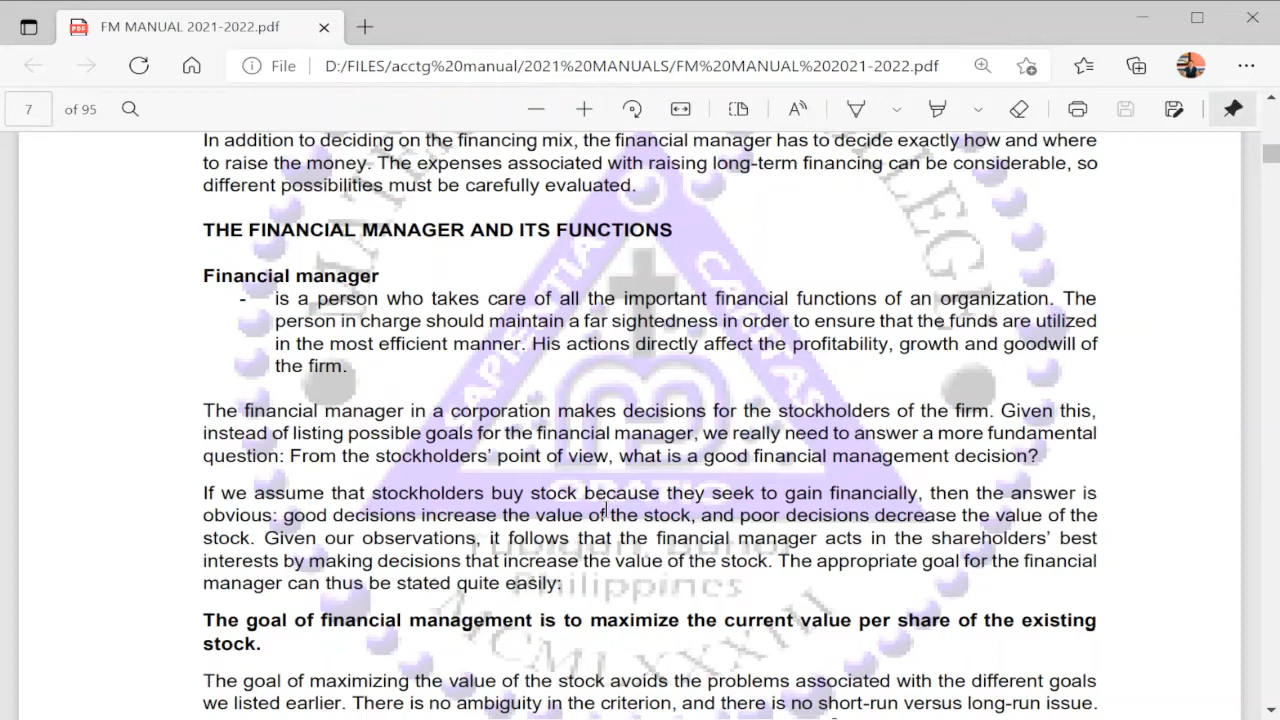 FM MANUAL 2021-2022.pdf
File
D:/FILES/acctg%20manual/2021%20MANUALS/FM%20MANUAL%202021-2022.pdf
7 of 95
In addition to deciding on the financing mix, the financial manager has to decide exactly how and where
to raise the money. The expenses associated with raising long-term financing can be considerable, so
different possibilities must be carefully evaluated.
THE FINANCIAL MANAGER AND ITS FUNCTIONS
Financial manager
- is a person who takes care of all the important financial functions of an organization. The
person in charge should maintain a far sightedness in order to ensure that the funds are utilized
in the most efficient manner. His actions directly affect the profitability, growth and goodwill of
the firm.
The financial manager in a corporation makes decisions for the stockholders of the firm. Given this,
instead of listing possible goals for the financial manager, we really need to answer a more fundamental
question: From the stockholders' point of view, what is a good financial management decision?
If we assume that stockholders buy stock because they seek to gain financially, then the answer is
obvious: good decisions increase the value of the stock, and poor decisions decrease the value of the
stock. Given our observations, it follows that the financial manager acts in the shareholders' best
interests by making decisions that increase the value of the stock. The appropriate goal for the financial
manager can thus be stated quite easily:
The goal of financial management is to maximize the current value per share of the existing
stock.
The goal of maximizing the value of the stock avoids the problems associated with the different goals
we listed earlier. There is no ambiguity in the criterion, and there is no short-run versus long-run issue.
SAPIENTIA
CARITAS
Philippines
MCMLXXXIII